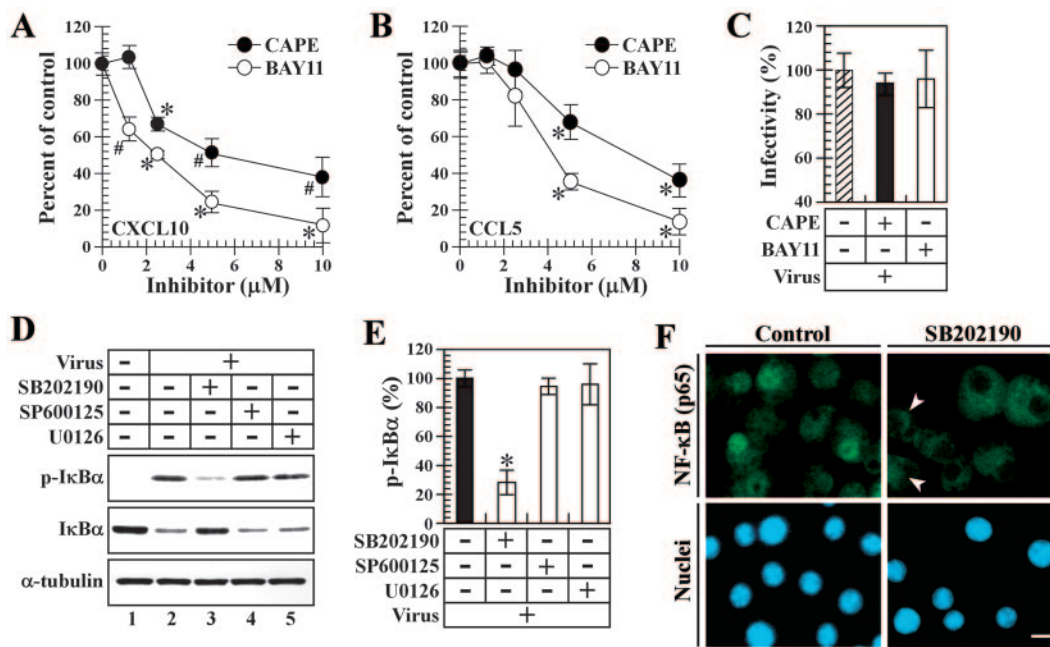 A
120
100
80
60
40
20
0
Percent of control
CAPE
BAY11
*
#
*
#
*
#
*
CXCL10
0 2 4 6 8 10
Inhibitor (µM)
B
120
100
80
60
40
20
0
Percent of control
CAPE
BAY11
*
*
*
*
CCL5
0 2 4 6 8 10
Inhibitor (µM)
C
120
100
80
60
40
Infectivity (%)
CAPE - + -
BAY11 - - +
Virus +
D
Virus - +
SB202190 - - + - -
SP600125 - - - + -
U0126 - - - - +
p-IκBα
IκBα
α-tubulin
1 2 3 4 5
E
120
100
80
60
40
20
0
p-IκBα (%)
*
SB202190 - + - -
SP600125 - - + -
U0126 - - - +
Virus +
F
Control SB202190
NF-κB (p65)
Nuclei